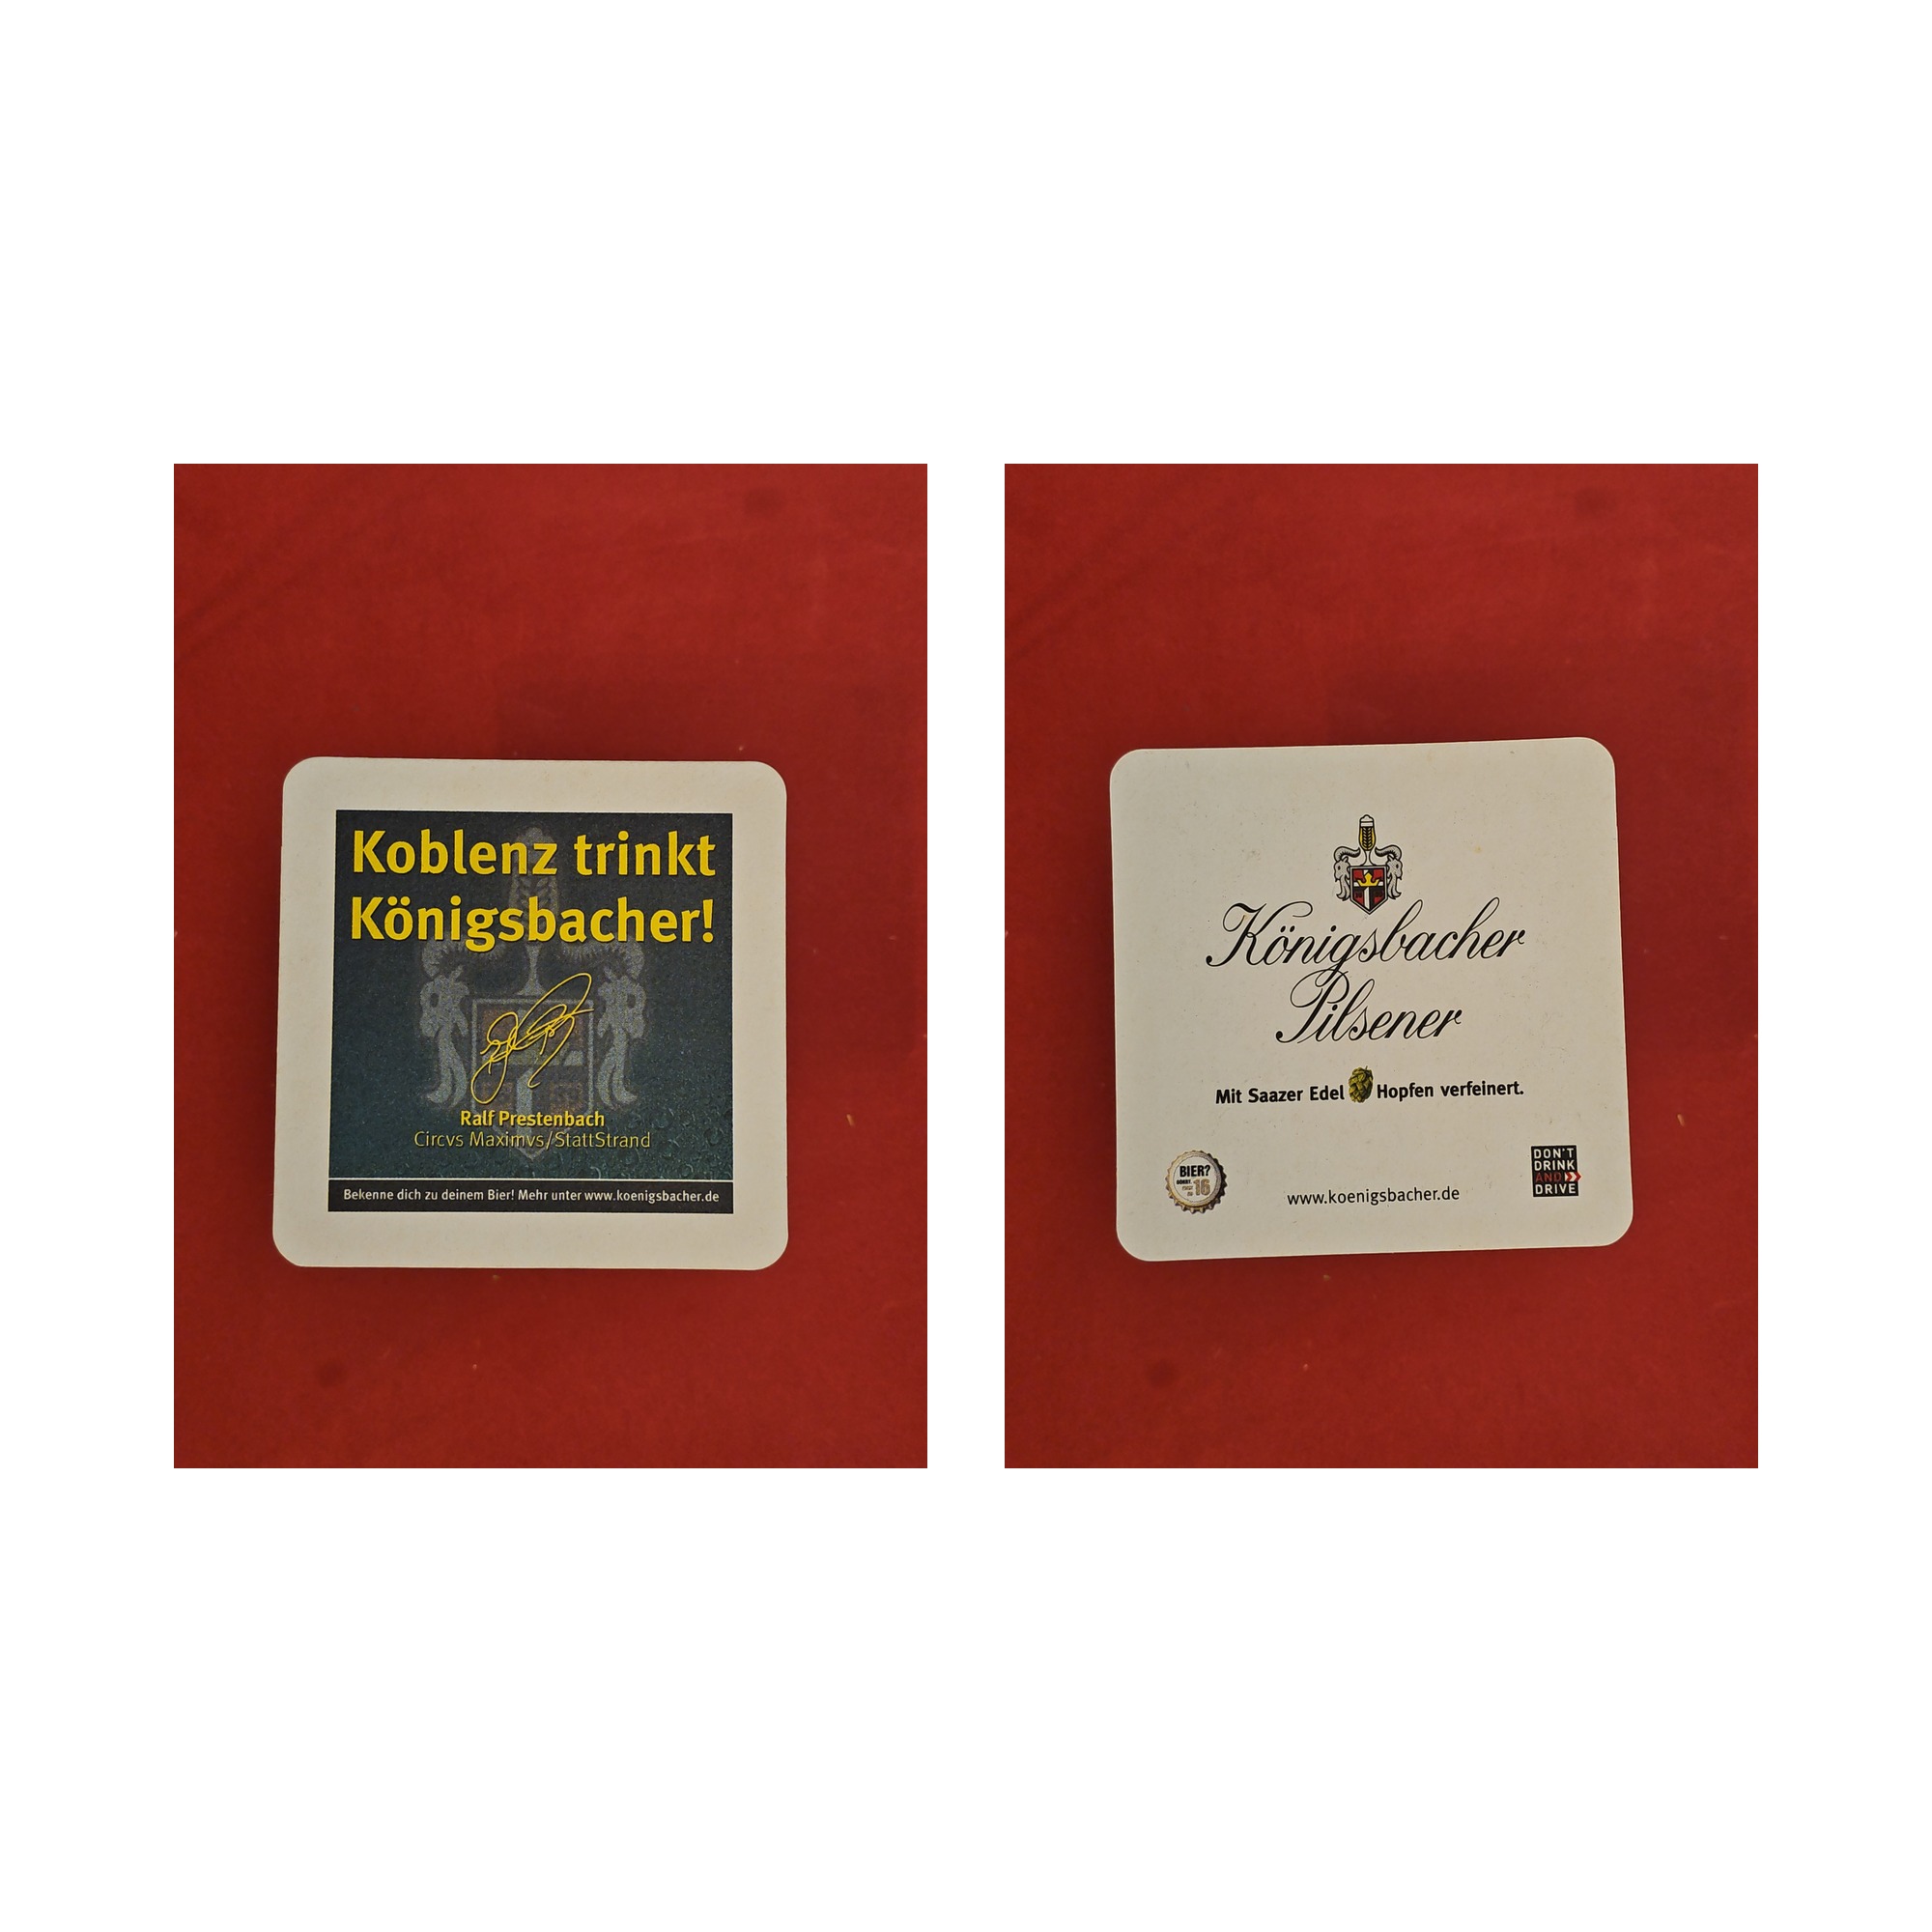 Koblenz trinkt
Königsbacher!
Ralf Prestenbach
Circvs Maximvs/StattStrand
Bekenne dich zu deinem Bier! Mehr unter www.koenigsbacher.de
Königsbacher
Pilsener
Mit Saazer Edel Hopfen verfeinert.
BIER?
SORRY.
16
www.koenigsbacher.de
DON'T
DRINK
AND
DRIVE